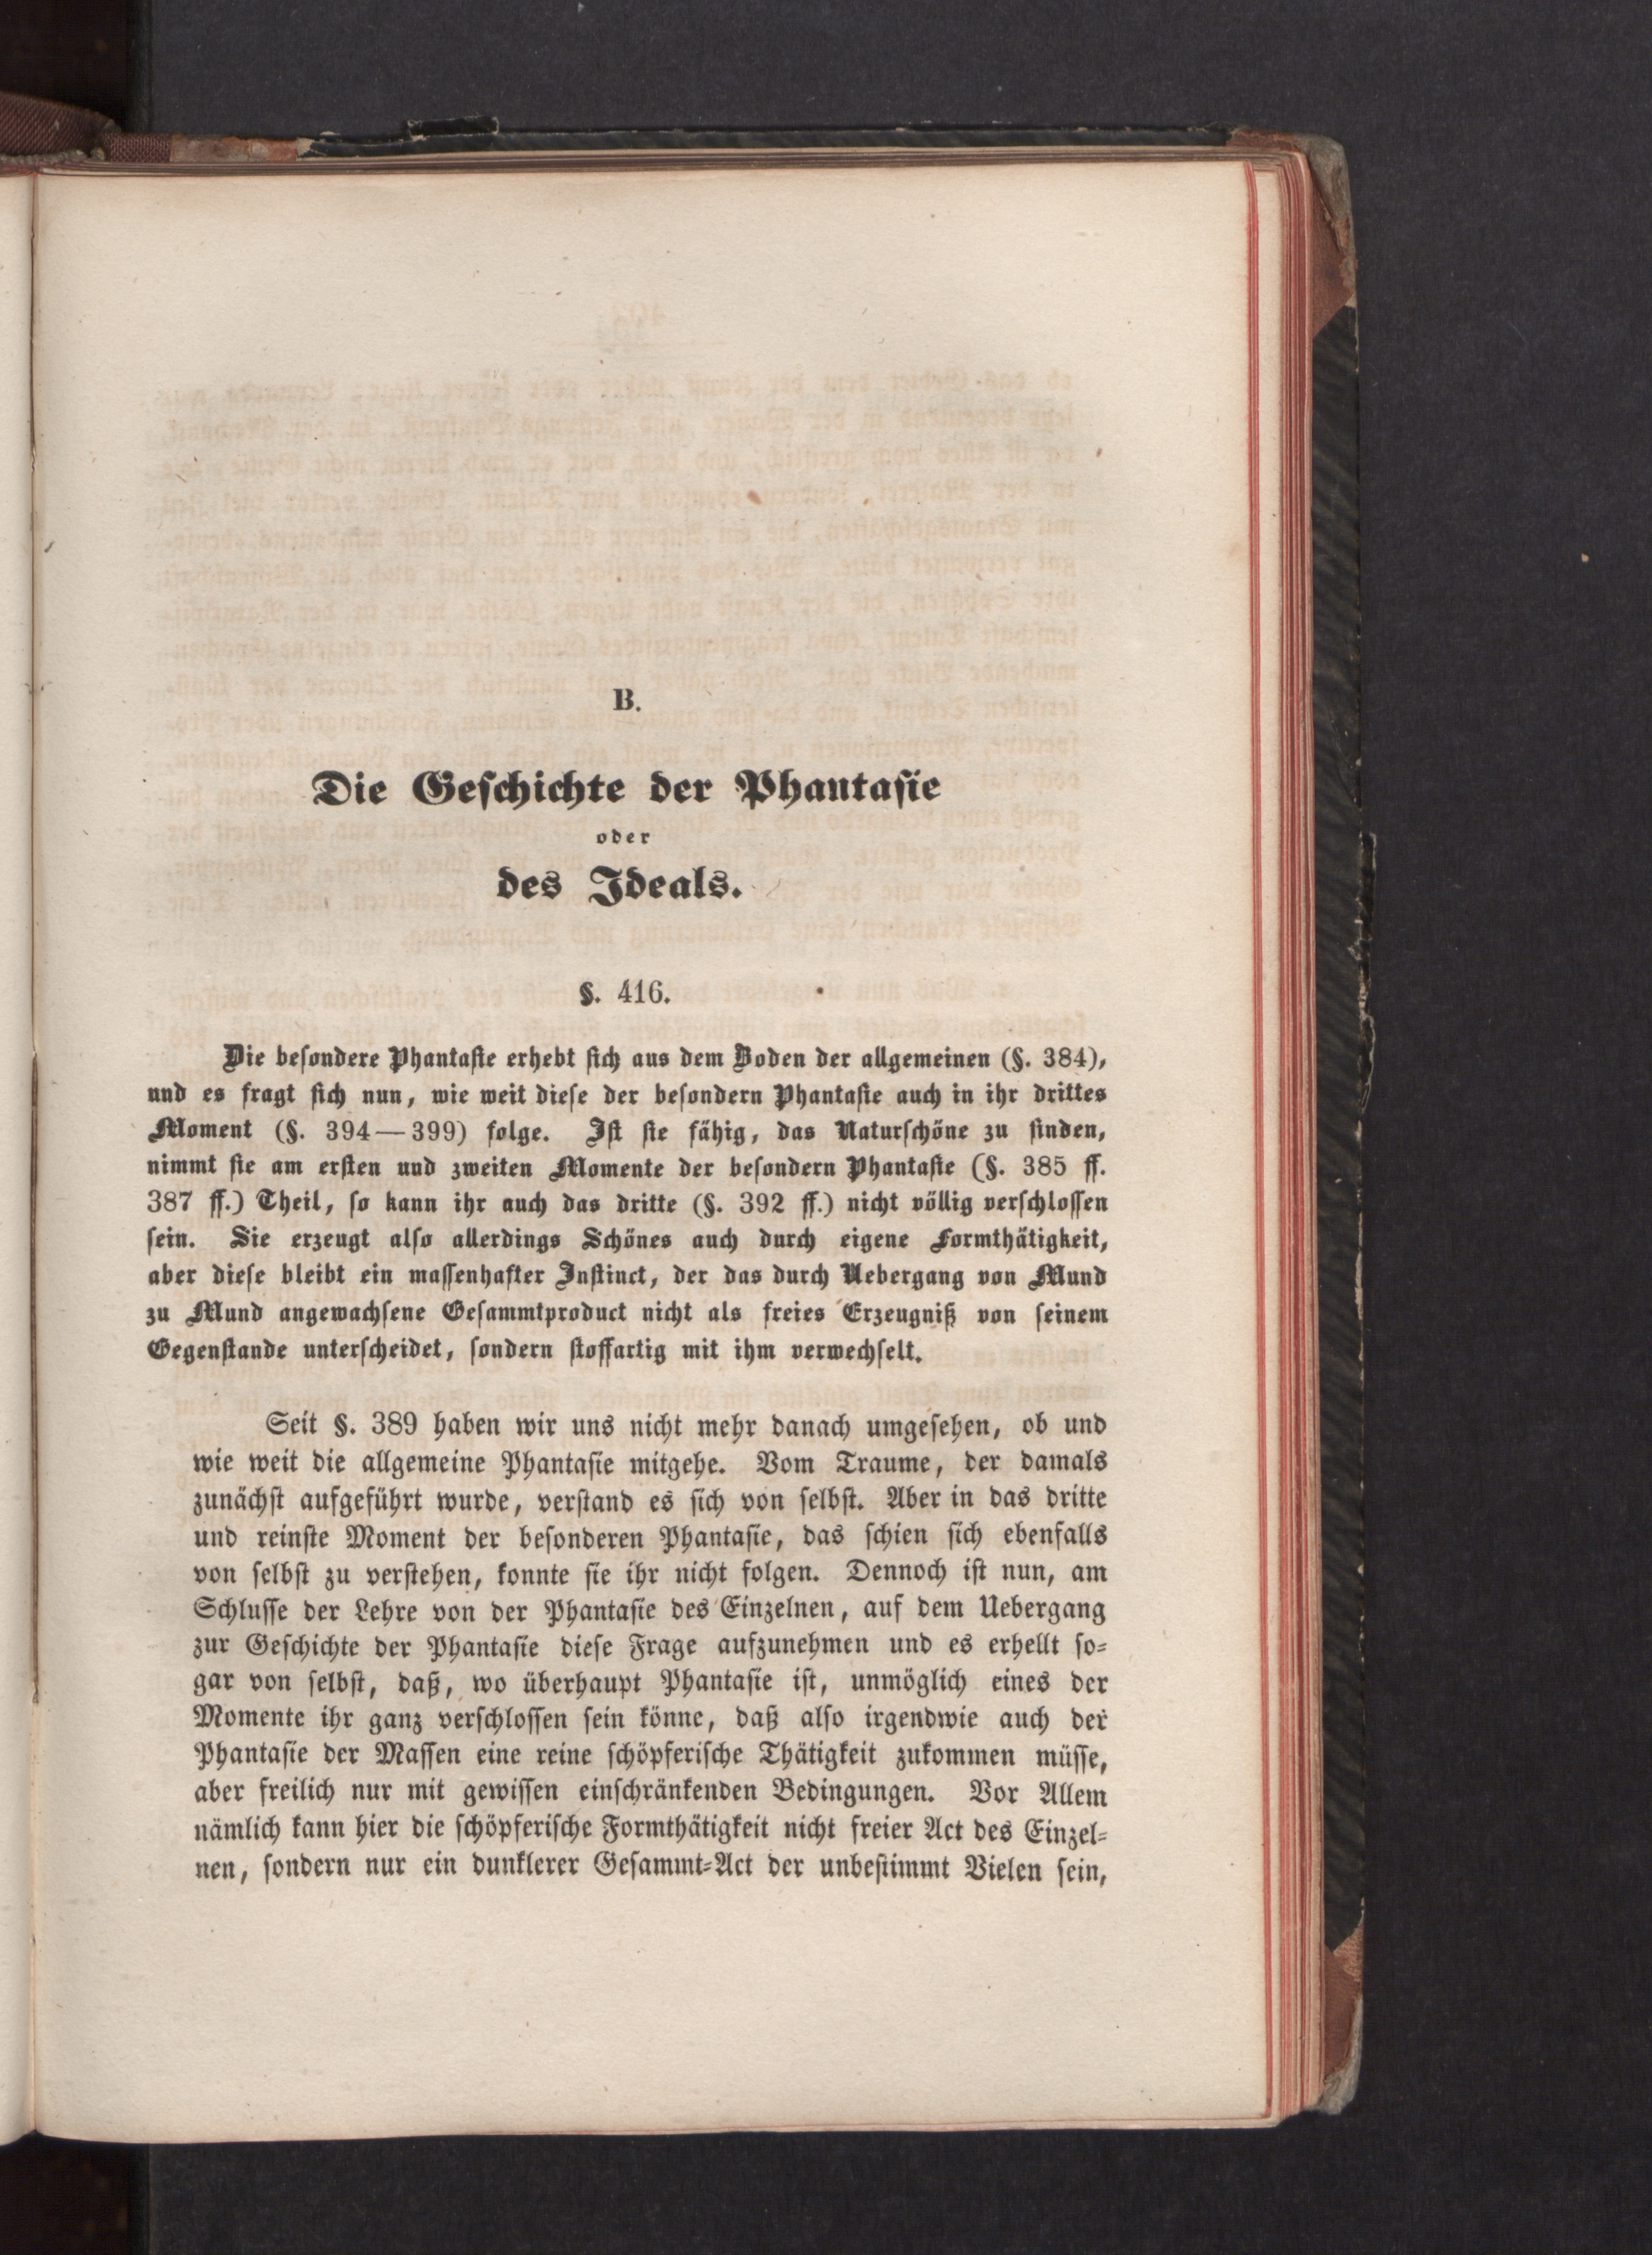 B.
Die Geschichte der Phantasie
oder
des Ideals.
§. 416.
Die besondere Phantasie erhebt sich aus dem Boden der allgemeinen (§. 384),
und es fragt sich nun, wie weit diese der besondern Phantasie auch in ihr drittes
Moment (§. 394—399) folge. Ist sie fähig, das Naturschöne zu finden,
nimmt sie am ersten und zweiten Momente der besondern Phantasie (§. 385 ff.
387 ff.) Theil, so kann ihr auch das dritte (§. 392 ff.) nicht völlig verschlossen
sein. Sie erzeugt also allerdings Schönes auch durch eigene Formthätigkeit,
aber diese bleibt ein massenhafter Instinct, der das durch Uebergang von Mund
zu Mund angewachsene Gesammtproduct nicht als freies Erzeugniß von seinem
Gegenstande unterscheidet, sondern stoffartig mit ihm verwechselt.
Seit §. 389 haben wir uns nicht mehr danach umgesehen, ob und
wie weit die allgemeine Phantasie mitgehe. Vom Traume, der damals
zunächst aufgeführt wurde, verstand es sich von selbst. Aber in das dritte
und reinste Moment der besonderen Phantasie, das schien sich ebenfalls
von selbst zu verstehen, konnte sie ihr nicht folgen. Dennoch ist nun, am
Schlusse der Lehre von der Phantasie des Einzelnen, auf dem Uebergang
zur Geschichte der Phantasie diese Frage aufzunehmen und es erhellt so-
gar von selbst, daß, wo überhaupt Phantasie ist, unmöglich eines der
Momente ihr ganz verschlossen sein könne, daß also irgendwie auch der
Phantasie der Massen eine reine schöpferische Thätigkeit zukommen müsse,
aber freilich nur mit gewissen einschränkenden Bedingungen. Vor Allem
nämlich kann hier die schöpferische Formthätigkeit nicht freier Act des Einzel-
nen, sondern nur ein dunklerer Gesammt-Act der unbestimmt Vielen sein,